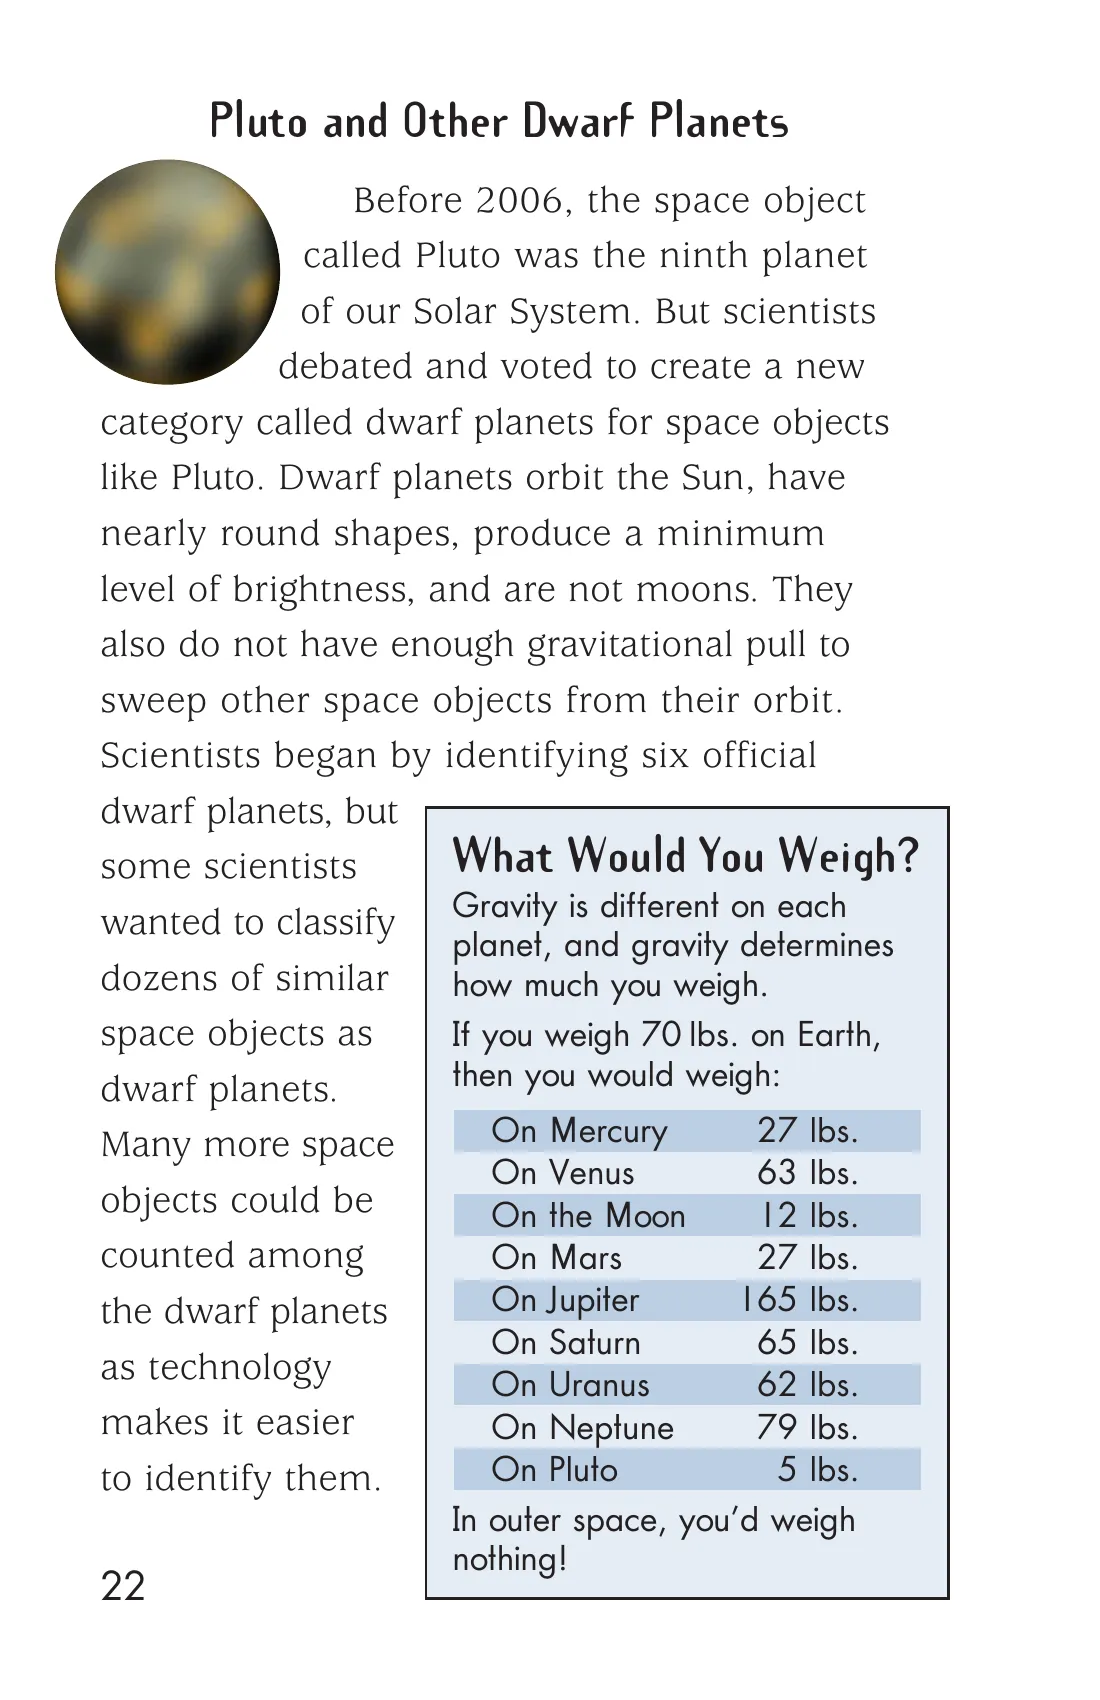 Pluto and Other Dwarf Planets
Before 2006, the space object
called Pluto was the ninth planet
of our Solar System. But scientists
debated and voted to create a new
category called dwarf planets for space objects
like Pluto. Dwarf planets orbit the Sun, have
nearly round shapes, produce a minimum
level of brightness, and are not moons. They
also do not have enough gravitational pull to
sweep other space objects from their orbit.
Scientists began by identifying six official
dwarf planets, but
some scientists
wanted to classify
dozens of similar
space objects as
dwarf planets.
Many more space
objects could be
counted among
the dwarf planets
as technology
makes it easier
to identify them.
What Would You Weigh?
Gravity is different on each
planet, and gravity determines
how much you weigh.
If you weigh 70 lbs. on Earth,
then you would weigh:
On Mercury 27 lbs.
On Venus 63 lbs.
On the Moon 12 lbs.
On Mars 27 lbs.
On Jupiter 165 lbs.
On Saturn 65 lbs.
On Uranus 62 lbs.
On Neptune 79 lbs.
On Pluto 5 lbs.
In outer space, you’d weigh
nothing!
22